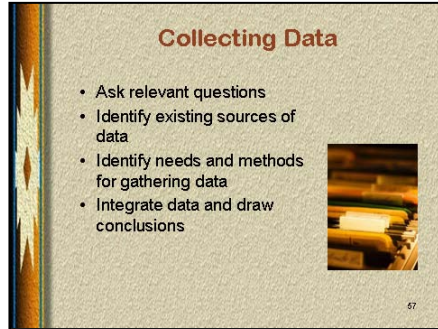 Collecting Data
• Ask relevant questions
• Identify existing sources of
data
• Identify needs and methods
for gathering data
• Integrate data and draw
conclusions
57